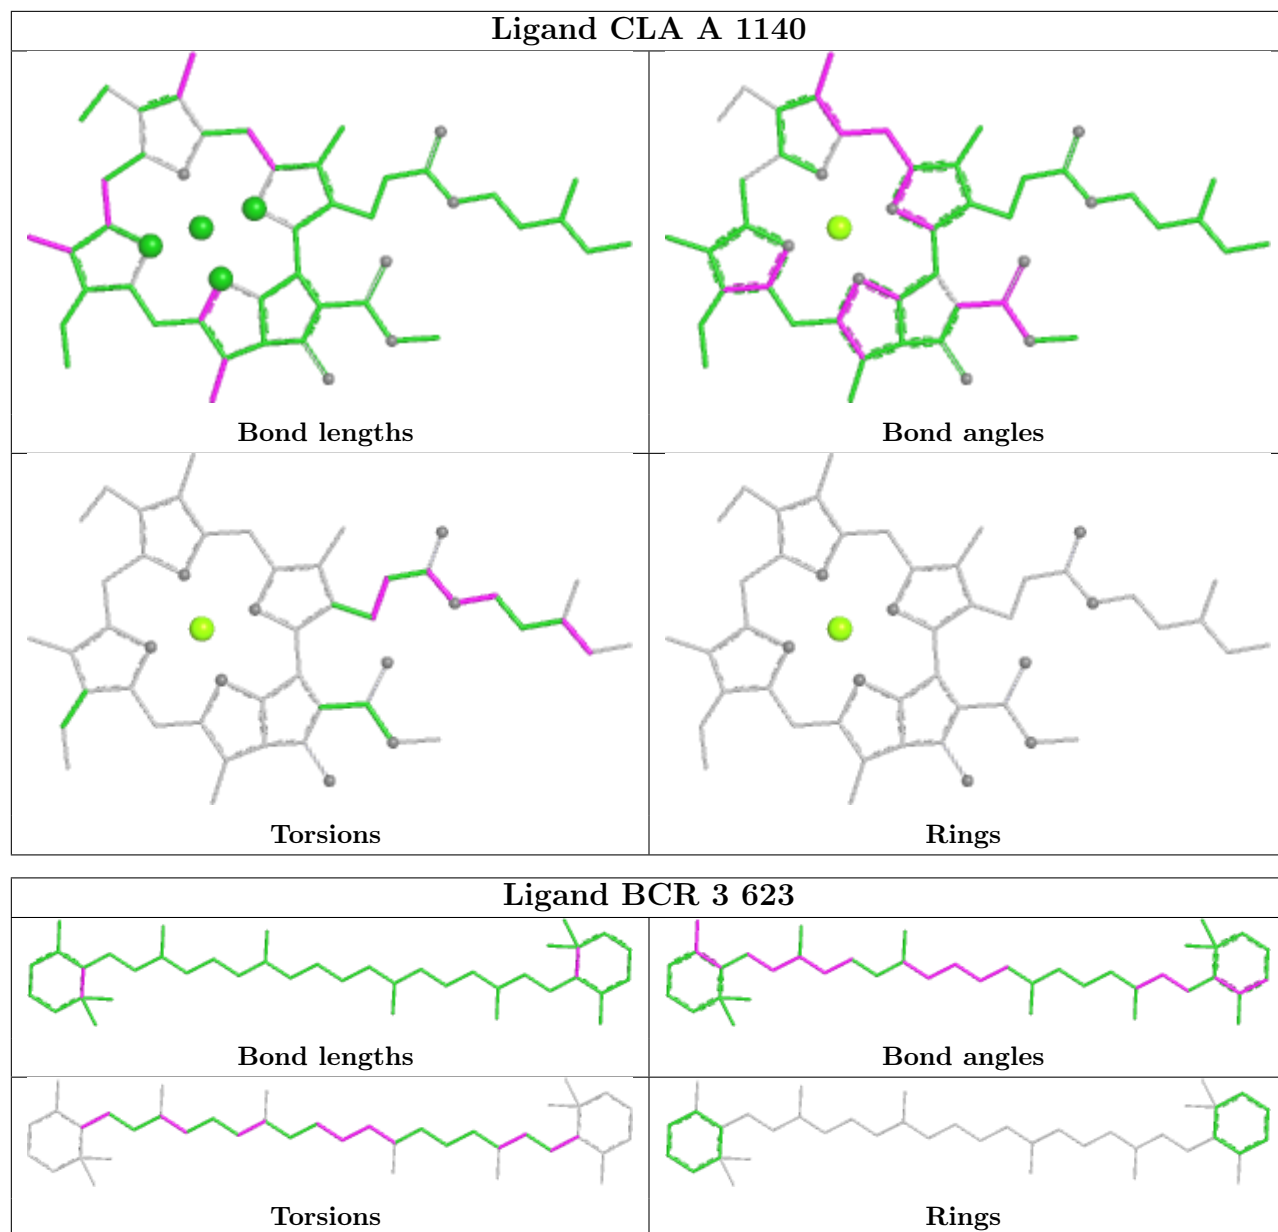 Ligand CLA A 1140
Bond lengths
Bond angles
Torsions
Rings
Ligand BCR 3 623
Bond lengths
Bond angles
Torsions
Rings